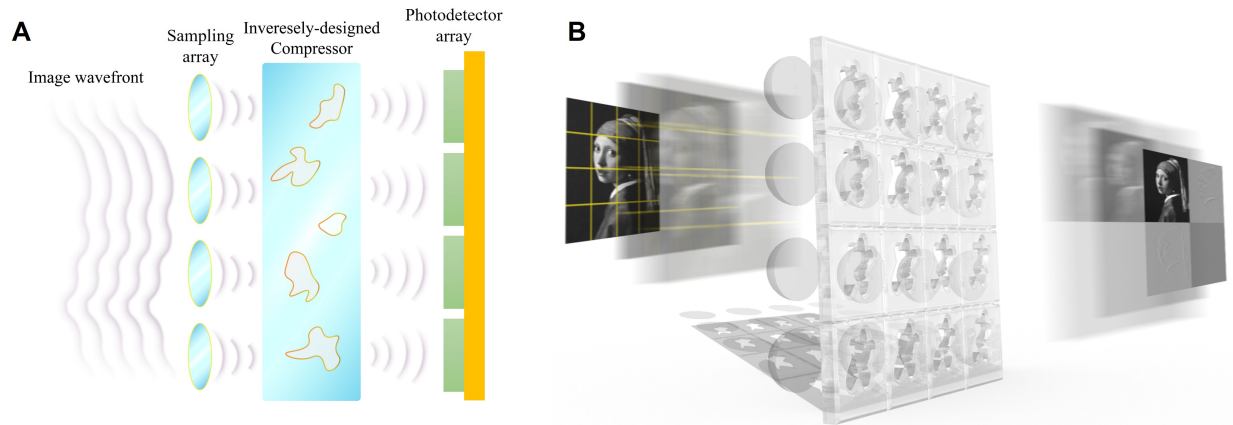 A
Image wavefront
Sampling
array
Inveresely-designed
Compressor
Photodetector
array
B